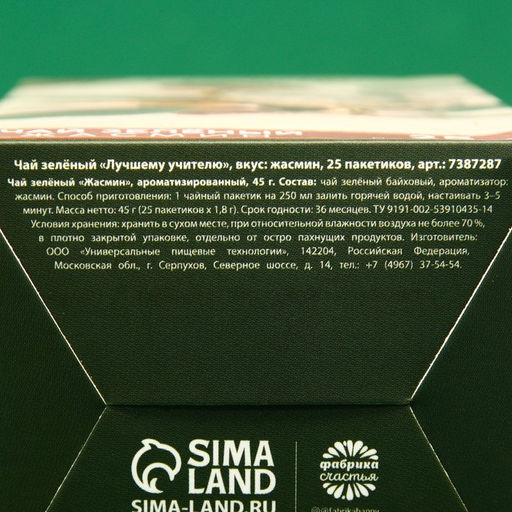 Чай зелёный «Лучшему учителю», вкус: жасмин, 25 пакетиков, арт.: 7387287
Чай зелёный «Жасмин», ароматизированный, 45 г. Состав: чай зелёный байховый, ароматизатор:
жасмин. Способ приготовления: 1 чайный пакетик на 250 мл залить горячей водой, настаивать 3–5
минут. Масса нетто: 45 г (25 пакетиков х 1,8 г). Срок годности: 36 месяцев. ТУ 9191-002-53910435-14
Условия хранения: хранить в сухом месте, при относительной влажности воздуха не более 70 %,
в плотно закрытой упаковке, отдельно от остро пахнущих продуктов. Изготовитель:
ООО «Универсальные пищевые технологии», 142204, Российская Федерация,
Московская обл., г. Серпухов, Северное шоссе, д. 14, тел.: +7 (4967) 37-54-54.
SIMA
LAND
SIMA-LAND.RU
фабрика
счастья